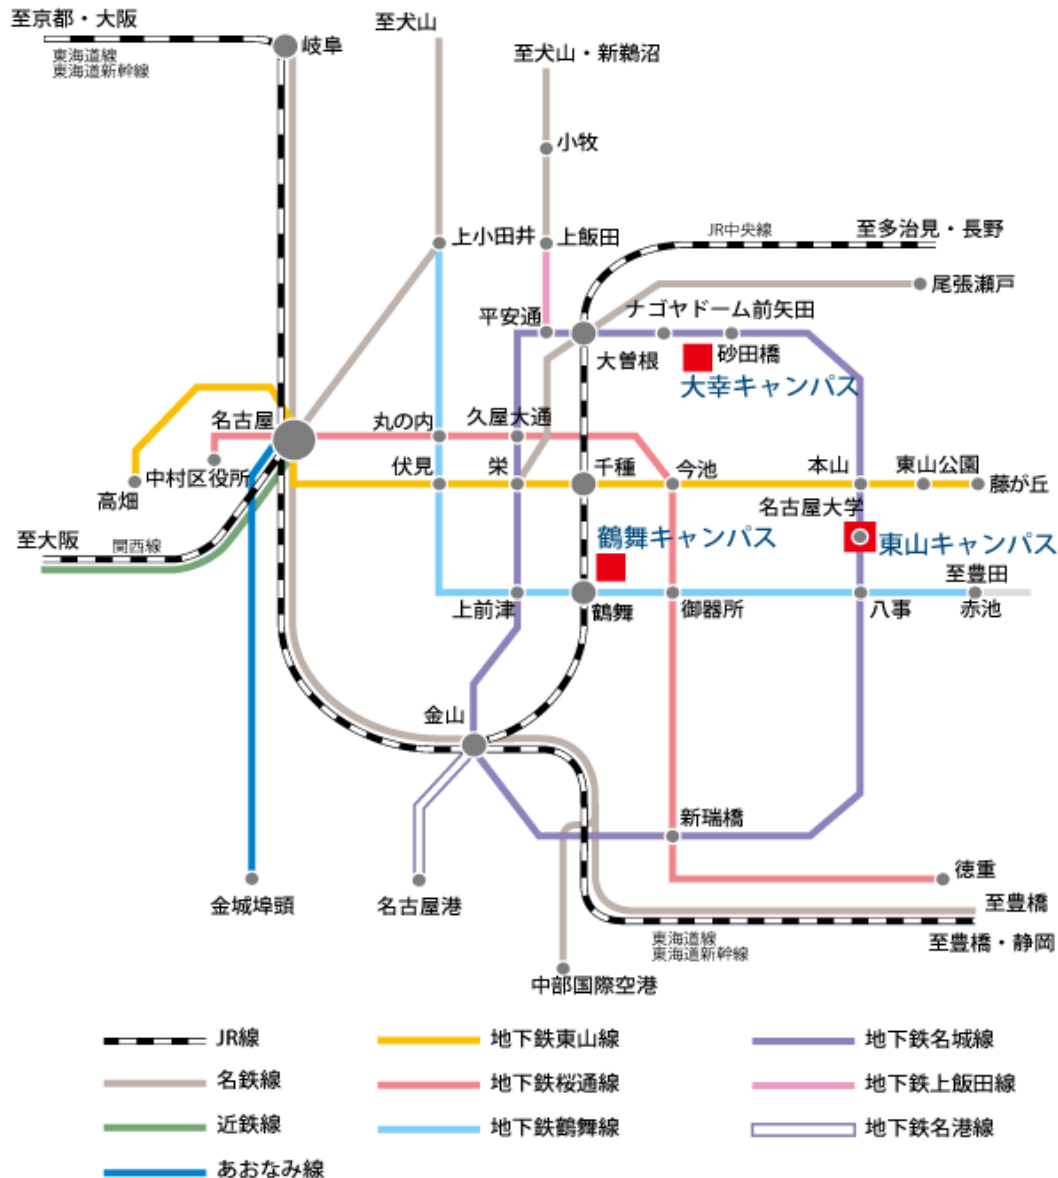 至京都・大阪
東海道線
東海道新幹線
岐阜
至犬山
至犬山・新鵜沼
小牧
上小田井
上飯田
JR中央線
至多治見・長野
尾張瀬戸
平安通
ナゴヤドーム前矢田
大曽根
砂田橋
大幸キャンパス
名古屋
丸の内
久屋大通
中村区役所
高畑
伏見
栄
千種
今池
本山
東山公園
藤が丘
名古屋大学
至大阪
関西線
鶴舞キャンパス
東山キャンパス
至豊田
上前津
鶴舞
御器所
八事
赤池
金山
新瑞橋
徳重
金城埠頭
名古屋港
至豊橋
東海道線
東海道新幹線
至豊橋・静岡
中部国際空港
JR線
地下鉄東山線
地下鉄名城線
名鉄線
地下鉄桜通線
地下鉄上飯田線
近鉄線
地下鉄鶴舞線
地下鉄名港線
あおなみ線